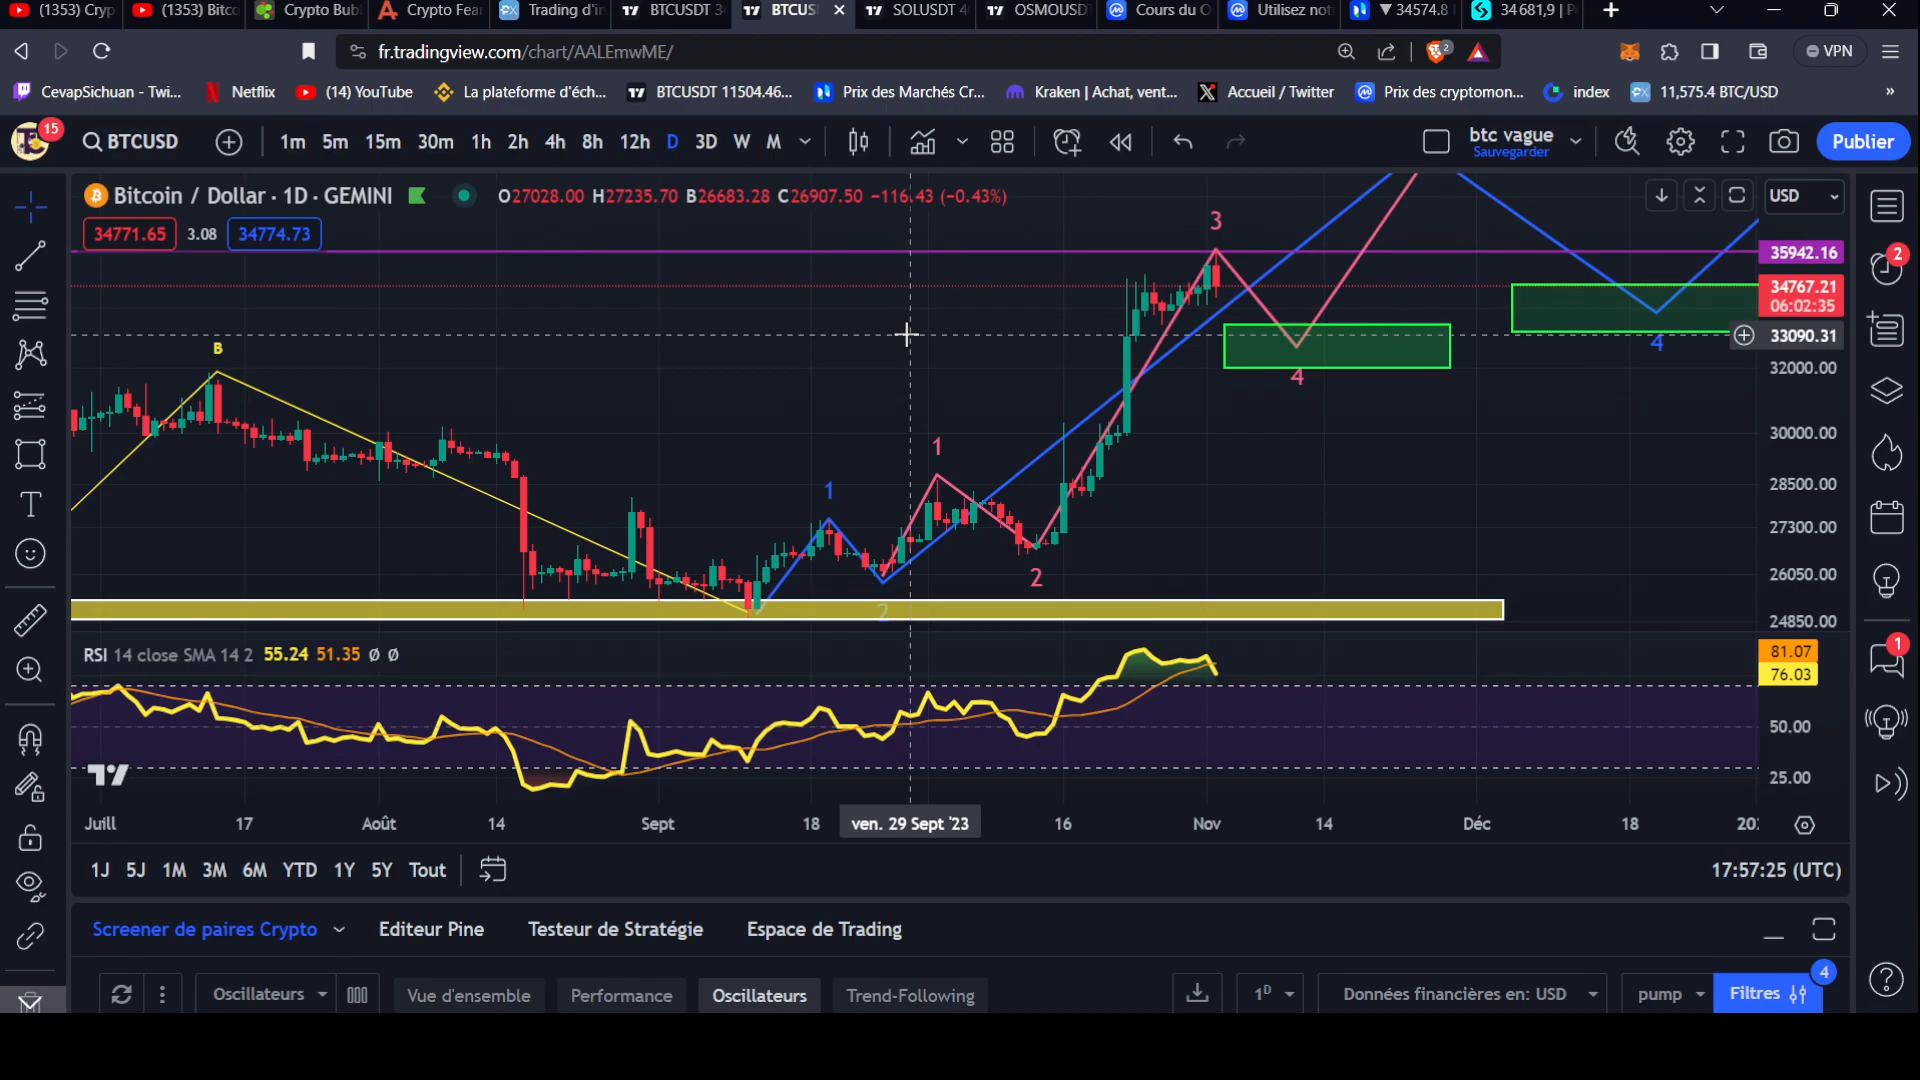 (1353) Cryp
(1353) Bitco
Crypto Bub
Crypto Fear
Trading d'in
BTCUSDT 34
BTCUS
SOLUSDT 4
OSMOUSD
Cours du O
Utilisez not
▼ 34574.8
34 681,9 | P
fr.tradingview.com/chart/AALEmwME/
2
VPN
CevapSichuan - Twi...
Netflix
(14) YouTube
La plateforme d'éch...
BTCUSDT 11504.46...
Prix des Marchés Cr...
Kraken | Achat, vent...
Accueil / Twitter
Prix des cryptomon...
index
11,575.4 BTC/USD
»
15
BTCUSD
1m 5m 15m 30m 1h 2h 4h 8h 12h D 3D W M
btc vague
Sauvegarder
Publier
Bitcoin / Dollar · 1D · GEMINI
O27028.00 H27235.70 B26683.28 C26907.50 −116.43 (−0.43%)
USD
34771.65
3.08
34774.73
3
35942.16
2
34767.21
06:02:35
33090.31
B
4
4
32000.00
1
30000.00
1
28500.00
27300.00
2
26050.00
2
24850.00
RSI 14 close SMA 14 2 55.24 51.35 Ø Ø
81.07
76.03
1
50.00
25.00
Juill
17
Août
14
Sept
18
ven. 29 Sept '23
16
Nov
14
Déc
18
1J 5J 1M 3M 6M YTD 1Y 5Y Tout
17:57:25 (UTC)
Screener de paires Crypto
Editeur Pine
Testeur de Stratégie
Espace de Trading
Oscillateurs
Vue d'ensemble
Performance
Oscillateurs
Trend-Following
1D
Données financières en: USD
pump
Filtres
4